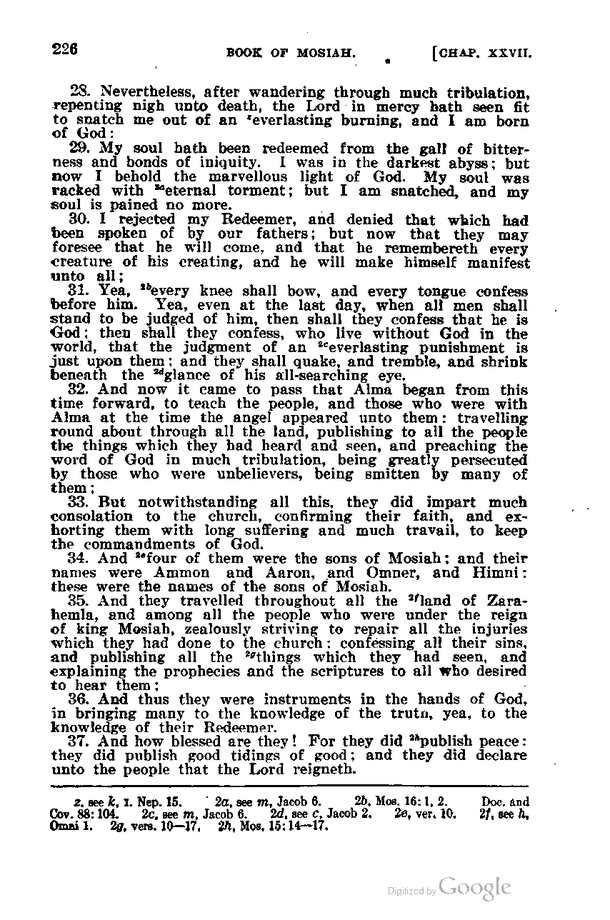 226 BOOK OF MOSIAH. [CHAP. XXVII.
28. Nevertheless, after wandering through much tribulation,
repenting nigh unto death, the Lord in mercy hath seen fit
to snatch me out of an ᶻeverlasting burning, and I am born
of God:
29. My soul hath been redeemed from the gall of bitter-
ness and bonds of iniquity. I was in the darkest abyss; but
now I behold the marvellous light of God. My soul was
racked with ²ᵃeternal torment; but I am snatched, and my
soul is pained no more.
30. I rejected my Redeemer, and denied that which had
been spoken of by our fathers; but now that they may
foresee that he will come, and that he remembereth every
creature of his creating, and he will make himself manifest
unto all;
31. Yea, ²ᵇevery knee shall bow, and every tongue confess
before him. Yea, even at the last day, when all men shall
stand to be judged of him, then shall they confess that he is
God; then shall they confess, who live without God in the
world, that the judgment of an ²ᶜeverlasting punishment is
just upon them; and they shall quake, and tremble, and shrink
beneath the ²ᵈglance of his all-searching eye.
32. And now it came to pass that Alma began from this
time forward, to teach the people, and those who were with
Alma at the time the angel appeared unto them: travelling
round about through all the land, publishing to all the people
the things which they had heard and seen, and preaching the
word of God in much tribulation, being greatly persecuted
by those who were unbelievers, being smitten by many of
them;
33. But notwithstanding all this, they did impart much
consolation to the church, confirming their faith, and ex-
horting them with long suffering and much travail, to keep
the commandments of God.
34. And ²ᵉfour of them were the sons of Mosiah; and their
names were Ammon and Aaron, and Omner, and Himni:
these were the names of the sons of Mosiah.
35. And they travelled throughout all the ²ᶠland of Zara-
hemla, and among all the people who were under the reign
of king Mosiah, zealously striving to repair all the injuries
which they had done to the church: confessing all their sins,
and publishing all the ²ᵍthings which they had seen, and
explaining the prophecies and the scriptures to all who desired
to hear them;
36. And thus they were instruments in the hands of God,
in bringing many to the knowledge of the truth, yea, to the
knowledge of their Redeemer.
37. And how blessed are they! For they did ²ʰpublish peace:
they did publish good tidings of good; and they did declare
unto the people that the Lord reigneth.
z, see k, 1. Nep. 15. 2a, see m, Jacob 6. 2b, Mos. 16:1, 2. Doc. and
Cov. 88:104. 2c, see m, Jacob 6. 2d, see c, Jacob 2. 2e, ver. 10. 2f, see h,
Omni 1. 2g, vers. 10—17. 2h, Mos. 15:14—17.
Digitized by Google